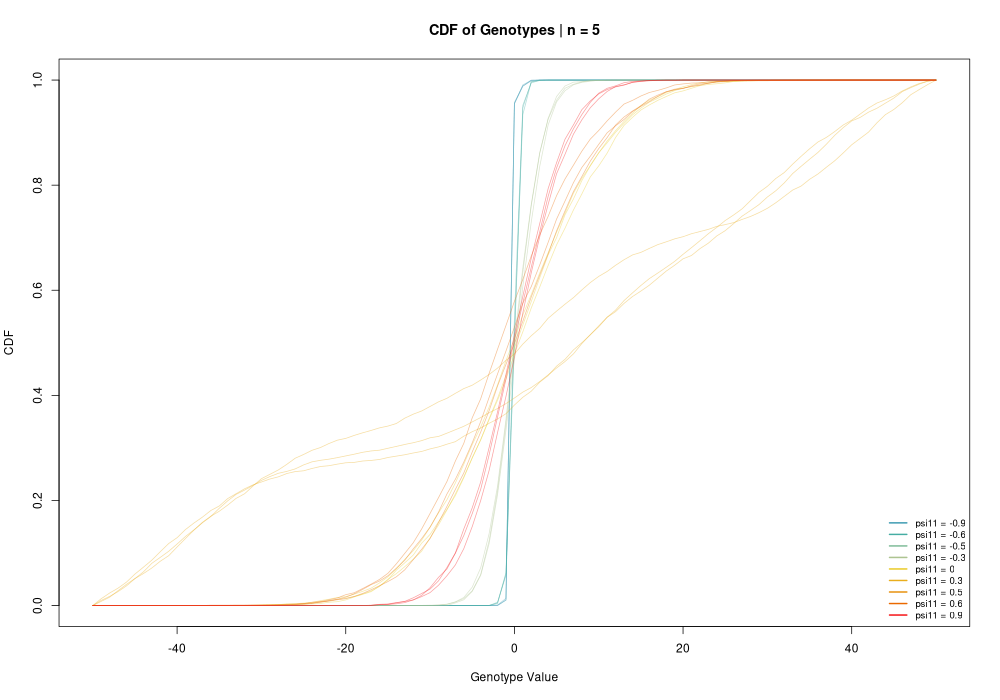 CDF of Genotypes | n = 5
CDF
1.0
0.8
0.6
0.4
0.2
0.0
-40
-20
0
20
40
Genotype Value
psi11 = -0.9
psi11 = -0.6
psi11 = -0.5
psi11 = -0.3
psi11 = 0
psi11 = 0.3
psi11 = 0.5
psi11 = 0.6
psi11 = 0.9